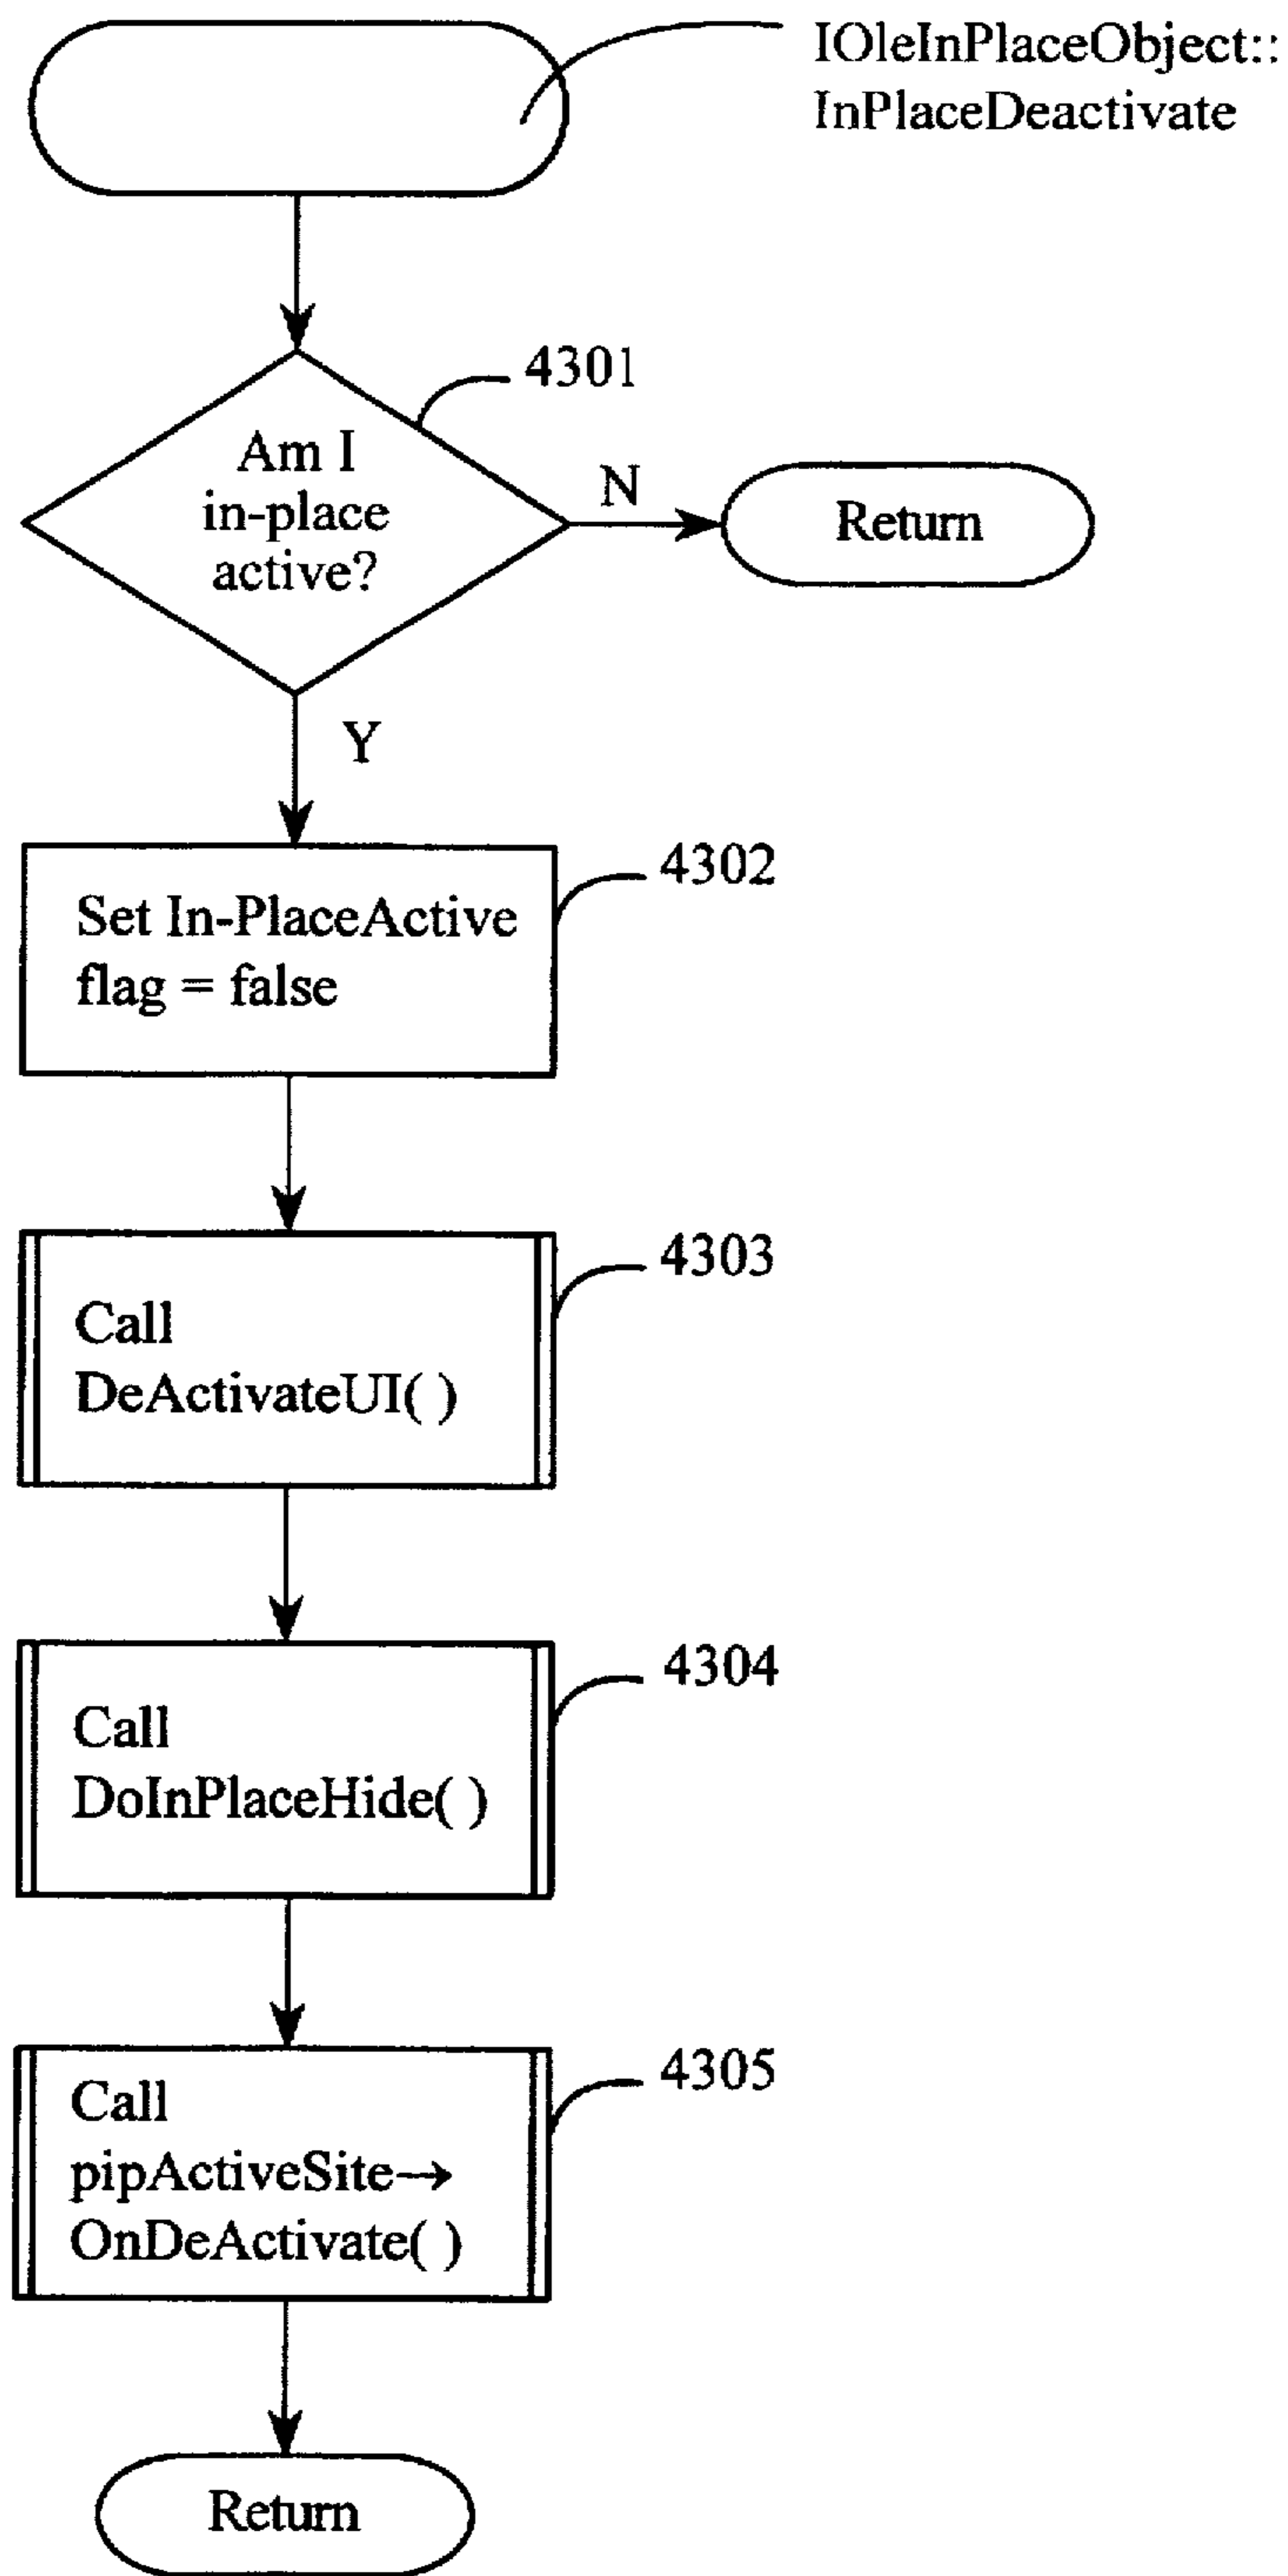 IOleInPlaceObject::
InPlaceDeactivate
4301
Am I
in-place
active?
N
Return
Y
4302
Set In-PlaceActive
flag = false
4303
Call
DeActivateUI( )
4304
Call
DoInPlaceHide( )
4305
Call
pipActiveSite→
OnDeActivate( )
Return